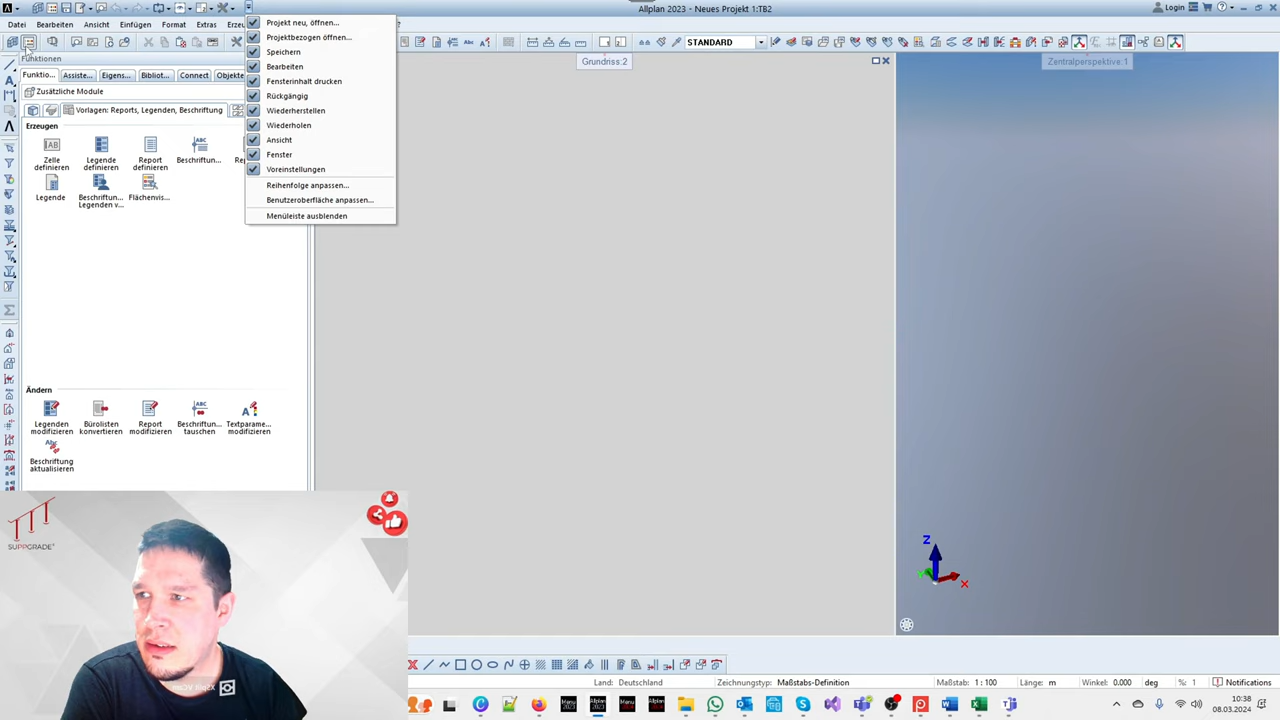 Allplan 2023 - Neues Projekt 1:TB2
Login
Datei Bearbeiten Ansicht Einfügen Format Extras Erze
Projekt neu, öffnen...
Projektbezogen öffnen...
Speichern
Bearbeiten
Fensterinhalt drucken
Rückgängig
Wiederherstellen
Wiederholen
Ansicht
Fenster
Voreinstellungen
Reihenfolge anpassen...
Benutzeroberfläche anpassen...
Menüleiste ausblenden
STANDARD
Funktionen
Funktio... Assiste... Eigens... Bibliot... Connect Objekte
Zusätzliche Module
Vorlagen: Reports, Legenden, Beschriftung
Erzeugen
Zelle definieren
Legende definieren
Report definieren
Beschriftun...
Legende
Beschriftun... Legenden v...
Flächenvis...
Ändern
Legenden modifizieren
Bürolisten konvertieren
Report modifizieren
Beschriftun... tauschen
Textparame... modifizieren
Beschriftung aktualisieren
Grundriss:2
Zentralperspektive:1
Z
X
SUPPGRADE
Land: Deutschland
Zeichnungstyp: Maßstabs-Definition
Maßstab: 1 : 100
Länge: m
Winkel: 0.000 deg
%: 1
Notifications
10:38
08.03.2024